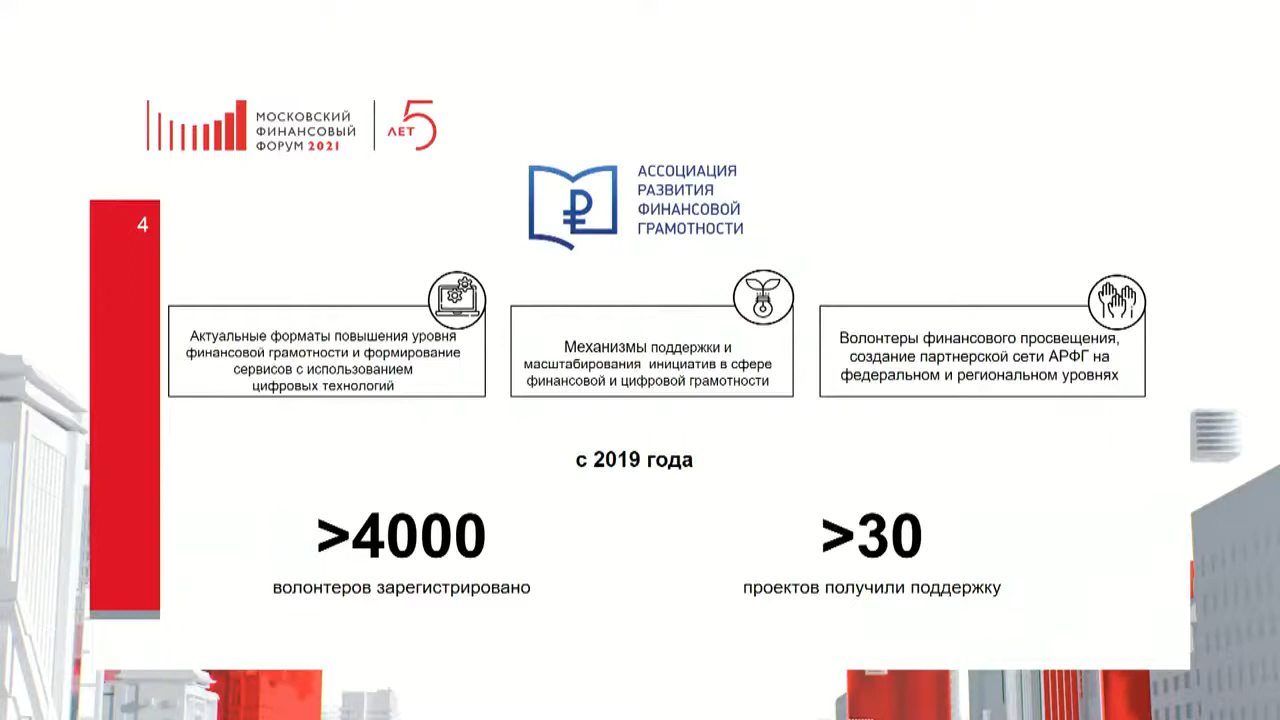 МОСКОВСКИЙ
ФИНАНСОВЫЙ
ФОРУМ 2021
5 ЛЕТ
АССОЦИАЦИЯ
РАЗВИТИЯ
ФИНАНСОВОЙ
ГРАМОТНОСТИ
4
Актуальные форматы повышения уровня
финансовой грамотности и формирование
сервисов с использованием
цифровых технологий
Механизмы поддержки и
масштабирования инициатив в сфере
финансовой и цифровой грамотности
Волонтеры финансового просвещения,
создание партнерской сети АРФГ на
федеральном и региональном уровнях
с 2019 года
>4000
волонтеров зарегистрировано
>30
проектов получили поддержку